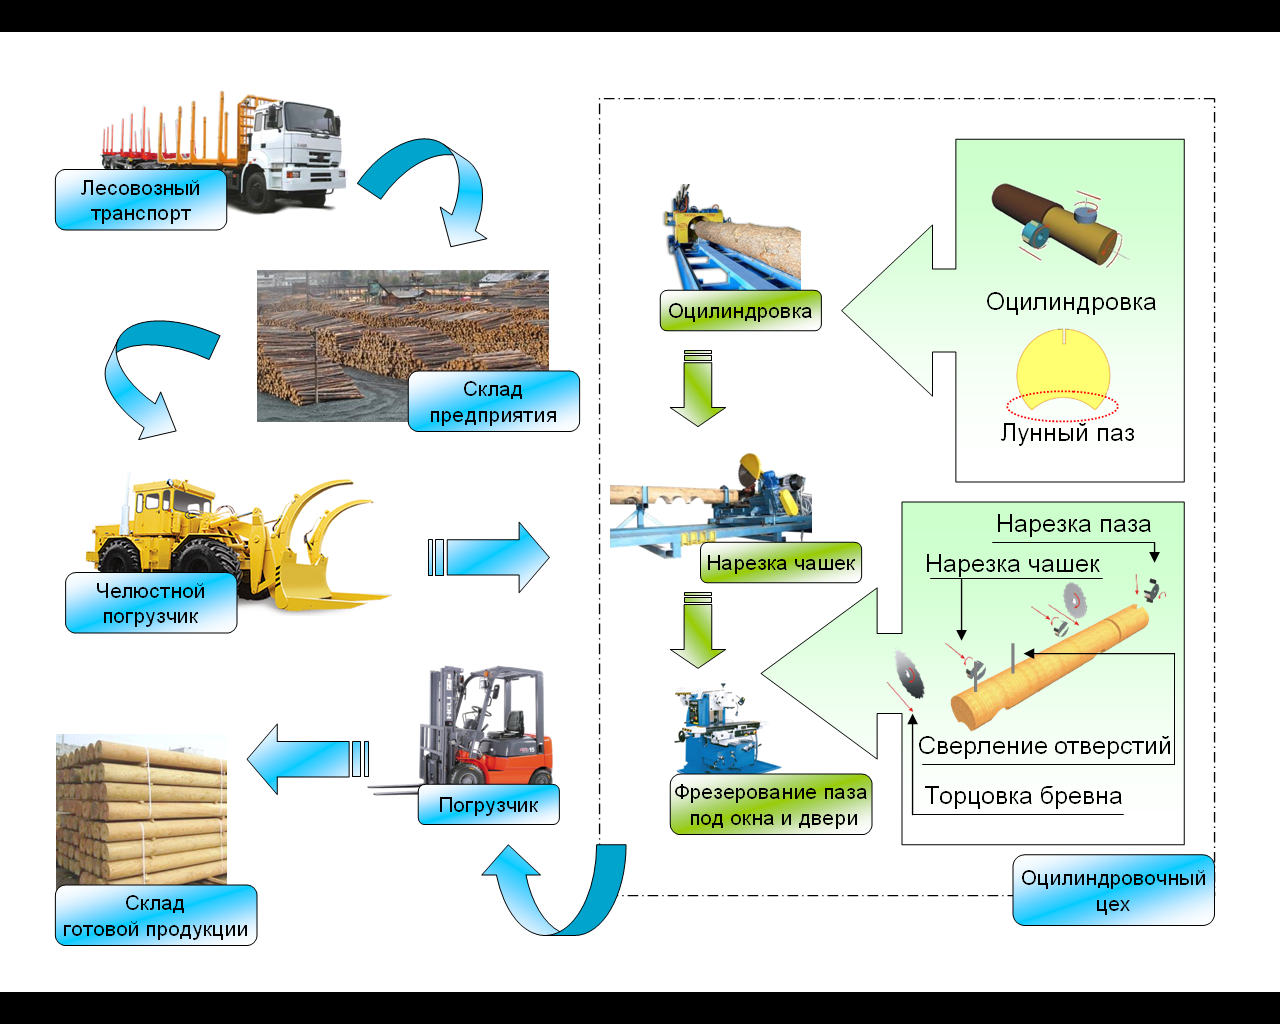 Лесовозный
транспорт
Склад
предприятия
Челюстной
погрузчик
Погрузчик
Склад
готовой продукции
Оцилиндровка
Нарезка чашек
Фрезерование паза
под окна и двери
Оцилиндровка
Лунный паз
Нарезка паза
Нарезка чашек
Сверление отверстий
Торцовка бревна
Оцилиндровочный
цех